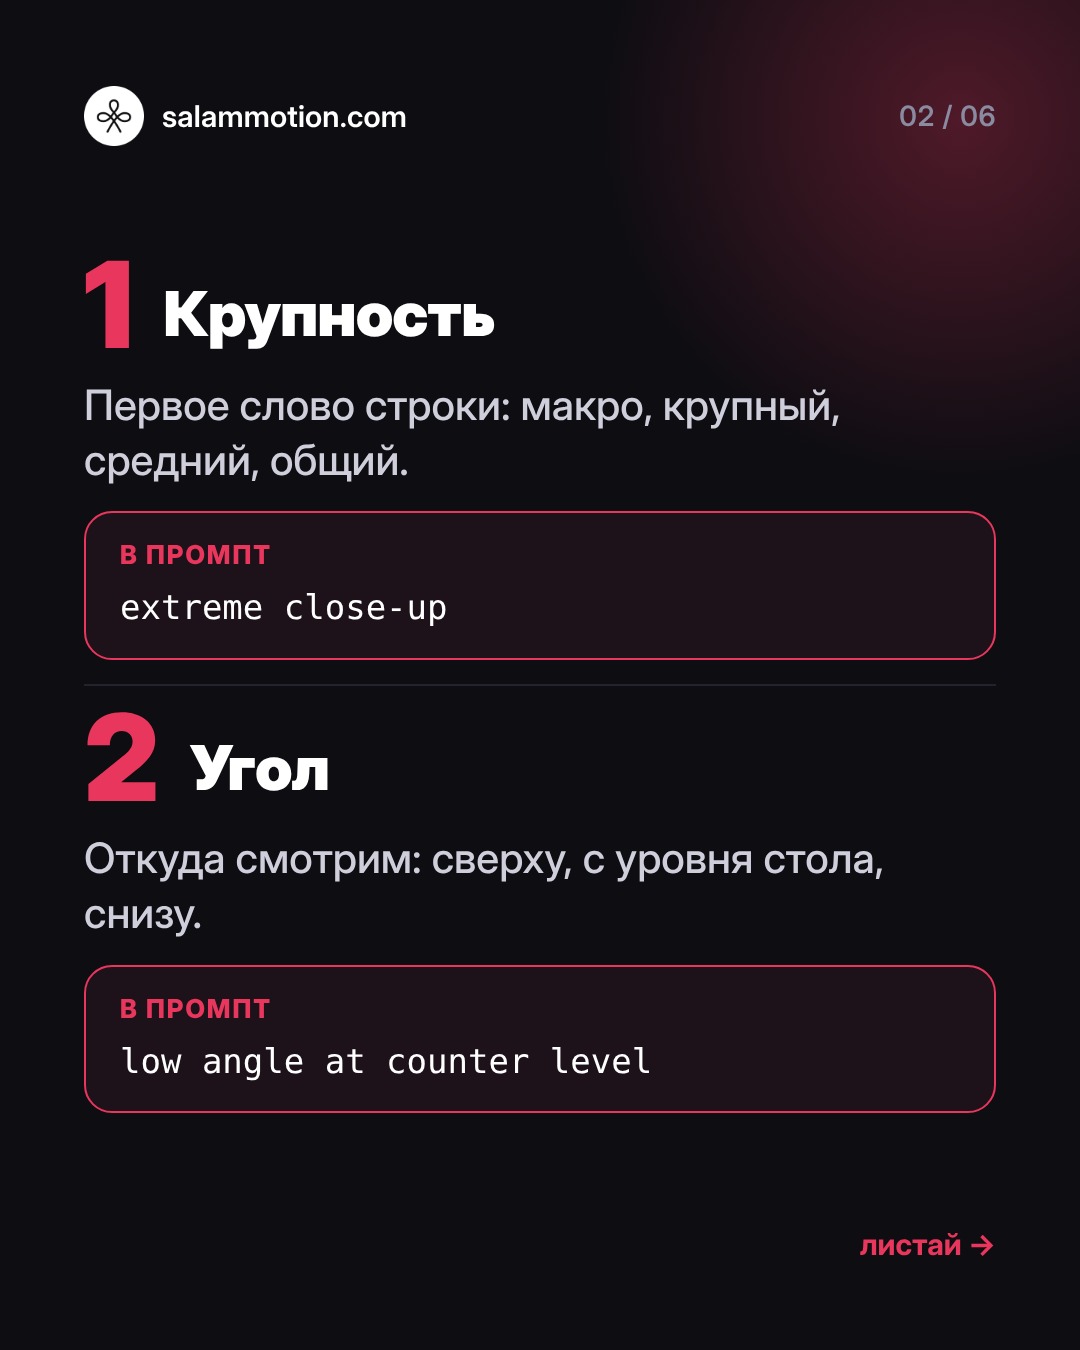 salammotion.com
02 / 06
1 Крупность
Первое слово строки: макро, крупный,
средний, общий.
В ПРОМПТ
extreme close-up
2 Угол
Откуда смотрим: сверху, с уровня стола,
снизу.
В ПРОМПТ
low angle at counter level
листай →